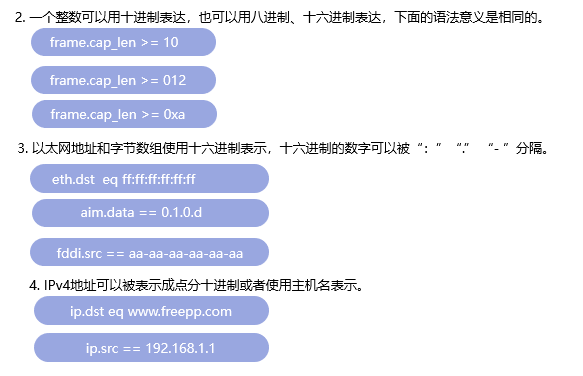 2. 一个整数可以用十进制表达，也可以用八进制、十六进制表达，下面的语法意义是相同的。
frame.cap_len >= 10
frame.cap_len >= 012
frame.cap_len >= 0xa
3. 以太网地址和字节数组使用十六进制表示，十六进制的数字可以被“：”“.”“-”分隔。
eth.dst eq ff:ff:ff:ff:ff:ff
aim.data == 0.1.0.d
fddi.src == aa-aa-aa-aa-aa-aa
4. IPv4地址可以被表示成点分十进制或者使用主机名表示。
ip.dst eq www.freepp.com
ip.src == 192.168.1.1